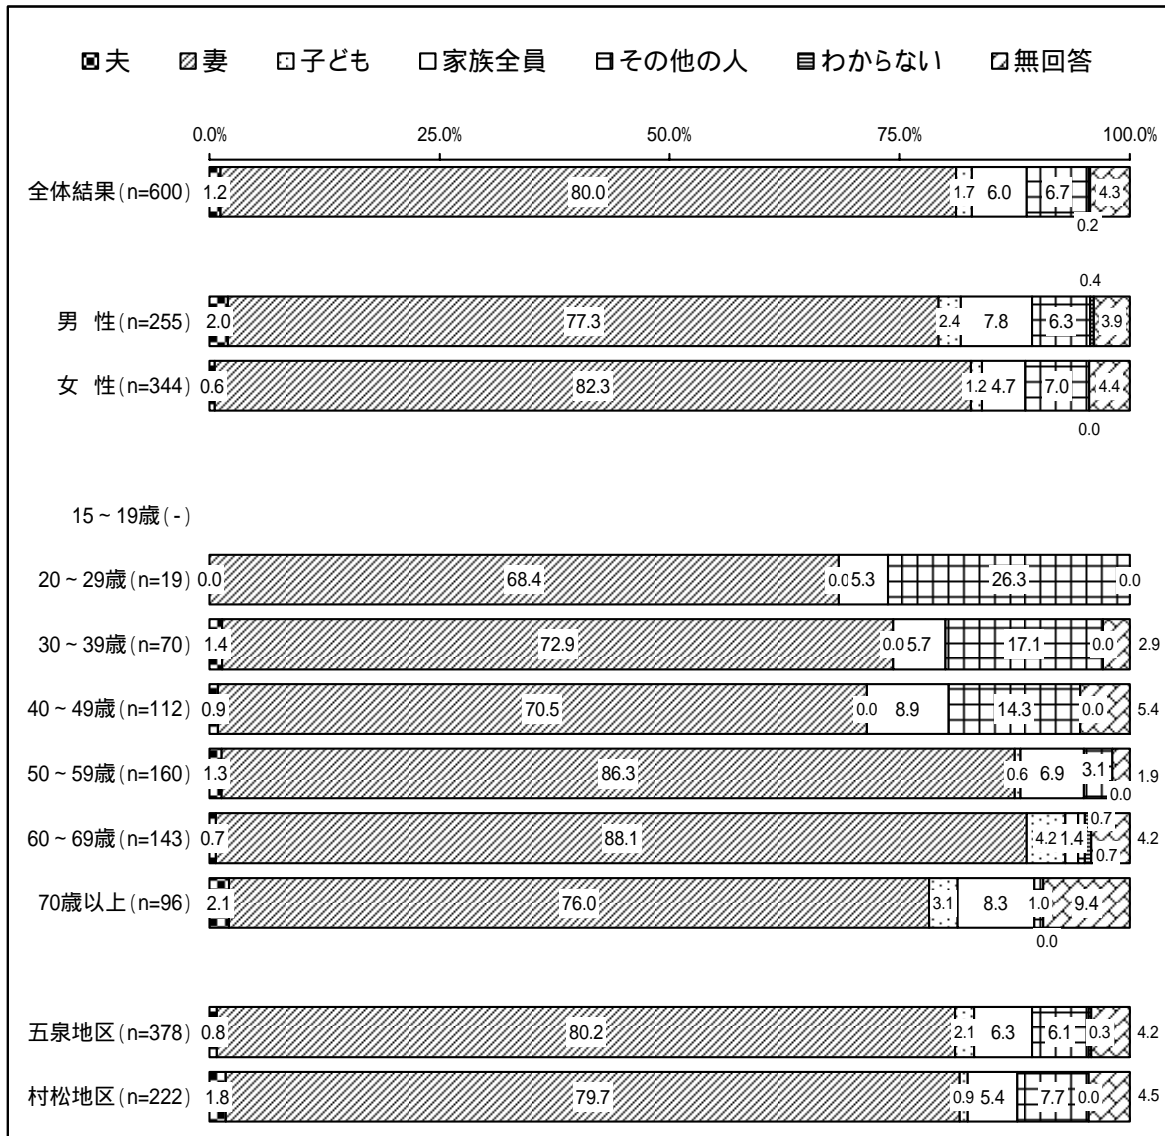 夫 妻 子ども 家族全員 その他の人 わからない 無回答
0.0% 25.0% 50.0% 75.0% 100.0%
全体結果(n=600) 1.2 80.0 1.7 6.0 6.7 4.3
0.2
0.4
男 性(n=255) 2.0 77.3 2.4 7.8 6.3 3.9
女 性(n=344) 0.6 82.3 1.2 4.7 7.0 4.4
0.0
15~19歳(-)
20~29歳(n=19) 0.0 68.4 0.0 5.3 26.3 0.0
30~39歳(n=70) 1.4 72.9 0.0 5.7 17.1 0.0 2.9
40~49歳(n=112) 0.9 70.5 0.0 8.9 14.3 0.0 5.4
50~59歳(n=160) 1.3 86.3 0.6 6.9 3.1 0.0 1.9
60~69歳(n=143) 0.7 88.1 4.2 1.4 0.7 0.7 4.2
70歳以上(n=96) 2.1 76.0 3.1 8.3 1.0 9.4
0.0
五泉地区(n=378) 0.8 80.2 2.1 6.3 6.1 0.3 4.2
村松地区(n=222) 1.8 79.7 0.9 5.4 7.7 0.0 4.5